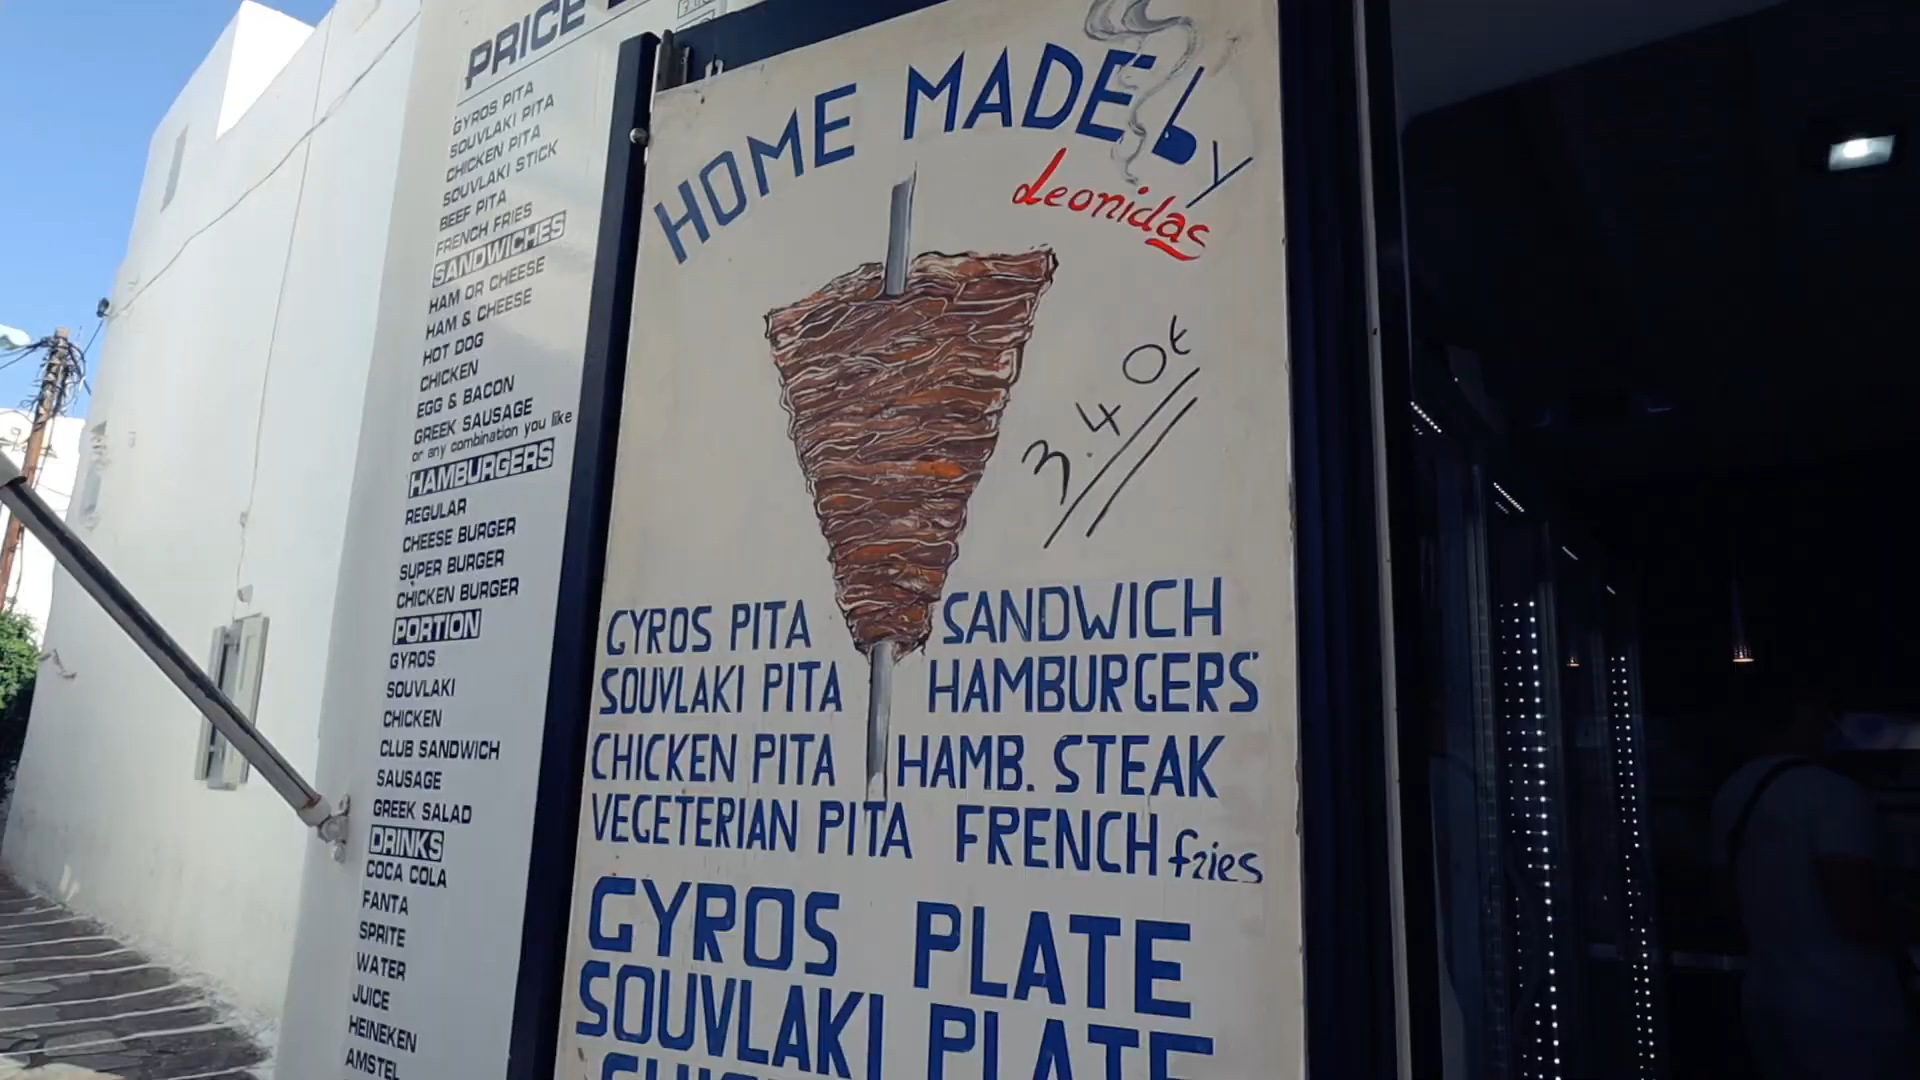 PRICE
GYROS PITA
SOUVLAKI PITA
CHICKEN PITA
SOUVLAKI STICK
BEEF PITA
FRENCH FRIES
SANDWICHES
HAM OR CHEESE
HAM & CHEESE
HOT DOG
CHICKEN
EGG & BACON
GREEK SAUSAGE
or any combination you like
HAMBURGERS
REGULAR
CHEESE BURGER
SUPER BURGER
CHICKEN BURGER
PORTION
GYROS
SOUVLAKI
CHICKEN
CLUB SANDWICH
SAUSAGE
GREEK SALAD
DRINKS
COCA COLA
FANTA
SPRITE
WATER
JUICE
HEINEKEN
AMSTEL
HOME MADE by
Leonidas
3.40€
GYROS PITA
SOUVLAKI PITA
CHICKEN PITA
VEGETERIAN PITA
SANDWICH
HAMBURGERS
HAMB. STEAK
FRENCH fries
GYROS PLATE
SOUVLAKI PLATE